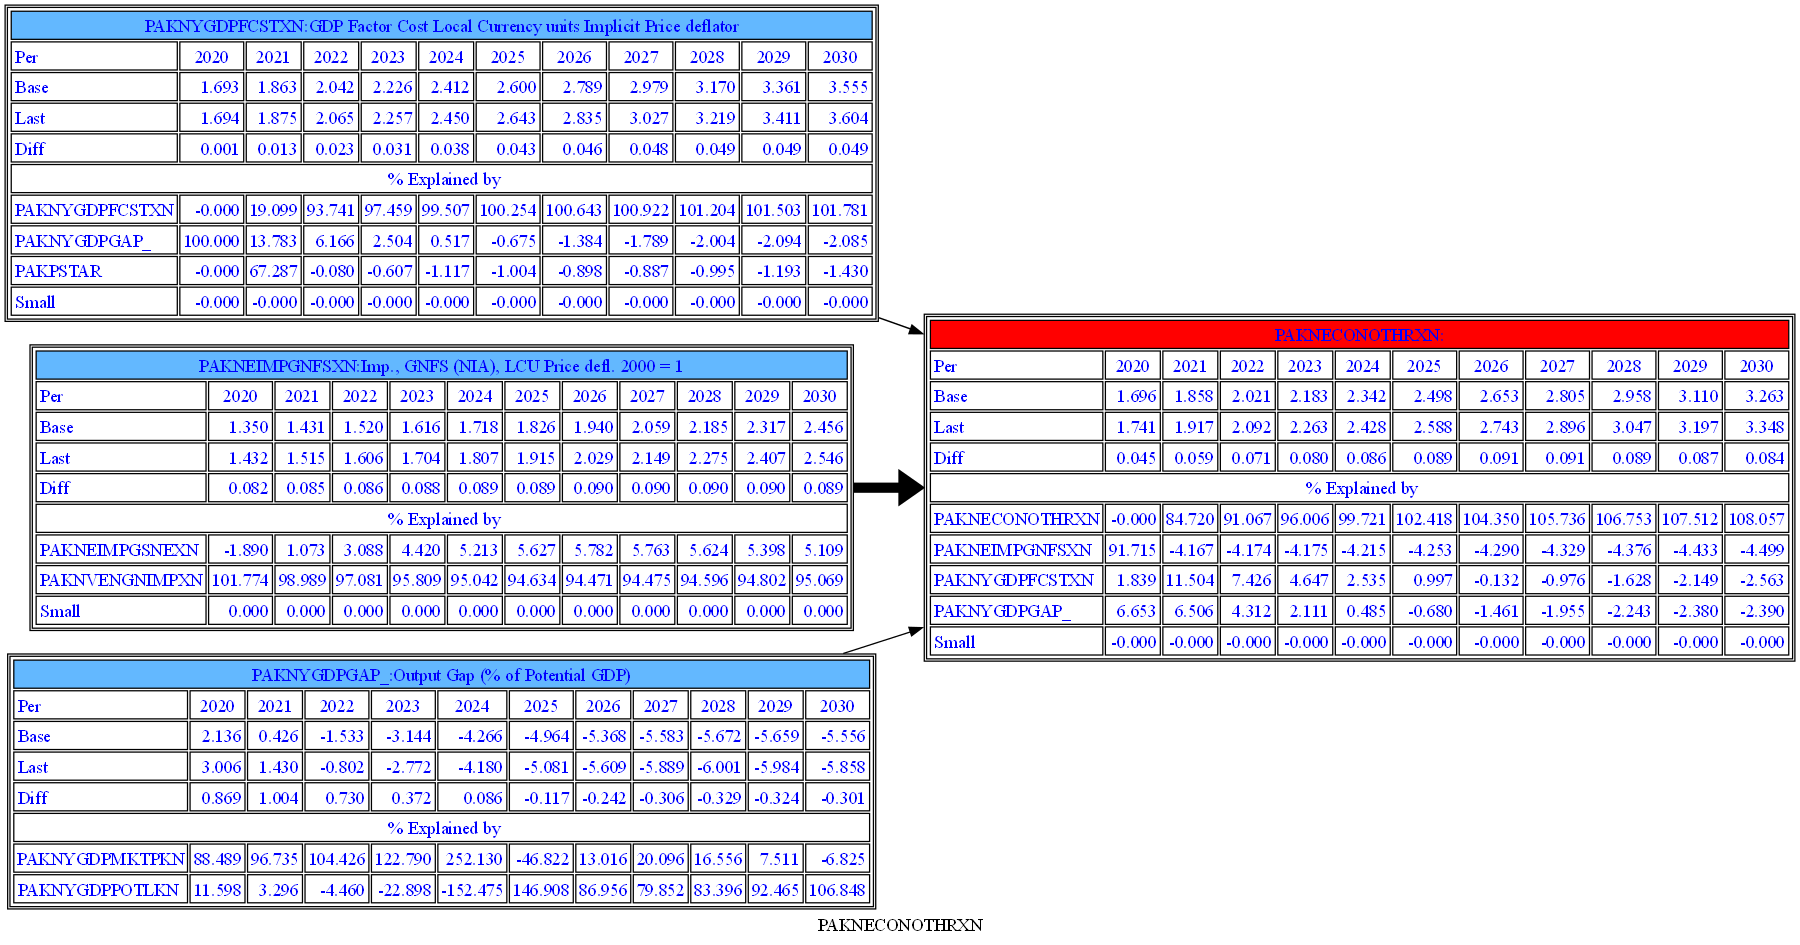 PAKNYGDPFCSTXN:GDP Factor Cost Local Currency units Implicit Price deflator
Per 2020 2021 2022 2023 2024 2025 2026 2027 2028 2029 2030
Base 1.693 1.863 2.042 2.226 2.412 2.600 2.789 2.979 3.170 3.361 3.555
Last 1.694 1.875 2.065 2.257 2.450 2.643 2.835 3.027 3.219 3.411 3.604
Diff 0.001 0.013 0.023 0.031 0.038 0.043 0.046 0.048 0.049 0.049 0.049
% Explained by
PAKNYGDPFCSTXN -0.000 19.099 93.741 97.459 99.507 100.254 100.643 100.922 101.204 101.503 101.781
PAKNYGDPGAP_ 100.000 13.783 6.166 2.504 0.517 -0.675 -1.384 -1.789 -2.004 -2.094 -2.085
PAKPSTAR -0.000 67.287 -0.080 -0.607 -1.117 -1.004 -0.898 -0.887 -0.995 -1.193 -1.430
Small -0.000 -0.000 -0.000 -0.000 -0.000 -0.000 -0.000 -0.000 -0.000 -0.000 -0.000
PAKNEIMPGNFSXN:Imp., GNFS (NIA), LCU Price defl. 2000 = 1
Per 2020 2021 2022 2023 2024 2025 2026 2027 2028 2029 2030
Base 1.350 1.431 1.520 1.616 1.718 1.826 1.940 2.059 2.185 2.317 2.456
Last 1.432 1.515 1.606 1.704 1.807 1.915 2.029 2.149 2.275 2.407 2.546
Diff 0.082 0.085 0.086 0.088 0.089 0.089 0.090 0.090 0.090 0.090 0.089
% Explained by
PAKNEIMPGSNEXN -1.890 1.073 3.088 4.420 5.213 5.627 5.782 5.763 5.624 5.398 5.109
PAKNVENGNIMPXN 101.774 98.989 97.081 95.809 95.042 94.634 94.471 94.475 94.596 94.802 95.069
Small 0.000 0.000 0.000 0.000 0.000 0.000 0.000 0.000 0.000 0.000 0.000
PAKNYGDPGAP_:Output Gap (% of Potential GDP)
Per 2020 2021 2022 2023 2024 2025 2026 2027 2028 2029 2030
Base 2.136 0.426 -1.533 -3.144 -4.266 -4.964 -5.368 -5.583 -5.672 -5.659 -5.556
Last 3.006 1.430 -0.802 -2.772 -4.180 -5.081 -5.609 -5.889 -6.001 -5.984 -5.858
Diff 0.869 1.004 0.730 0.372 0.086 -0.117 -0.242 -0.306 -0.329 -0.324 -0.301
% Explained by
PAKNYGDPMKTPKN 88.489 96.735 104.426 122.790 252.130 -46.822 13.016 20.096 16.556 7.511 -6.825
PAKNYGDPPOTLKN 11.598 3.296 -4.460 -22.898 -152.475 146.908 86.956 79.852 83.396 92.465 106.848
PAKNECONOTHRXN:
Per 2020 2021 2022 2023 2024 2025 2026 2027 2028 2029 2030
Base 1.696 1.858 2.021 2.183 2.342 2.498 2.653 2.805 2.958 3.110 3.263
Last 1.741 1.917 2.092 2.263 2.428 2.588 2.743 2.896 3.047 3.197 3.348
Diff 0.045 0.059 0.071 0.080 0.086 0.089 0.091 0.091 0.089 0.087 0.084
% Explained by
PAKNECONOTHRXN -0.000 84.720 91.067 96.006 99.721 102.418 104.350 105.736 106.753 107.512 108.057
PAKNEIMPGNFSXN 91.715 -4.167 -4.174 -4.175 -4.215 -4.253 -4.290 -4.329 -4.376 -4.433 -4.499
PAKNYGDPFCSTXN 1.839 11.504 7.426 4.647 2.535 0.997 -0.132 -0.976 -1.628 -2.149 -2.563
PAKNYGDPGAP_ 6.653 6.506 4.312 2.111 0.485 -0.680 -1.461 -1.955 -2.243 -2.380 -2.390
Small -0.000 -0.000 -0.000 -0.000 -0.000 -0.000 -0.000 -0.000 -0.000 -0.000 -0.000
PAKNECONOTHRXN